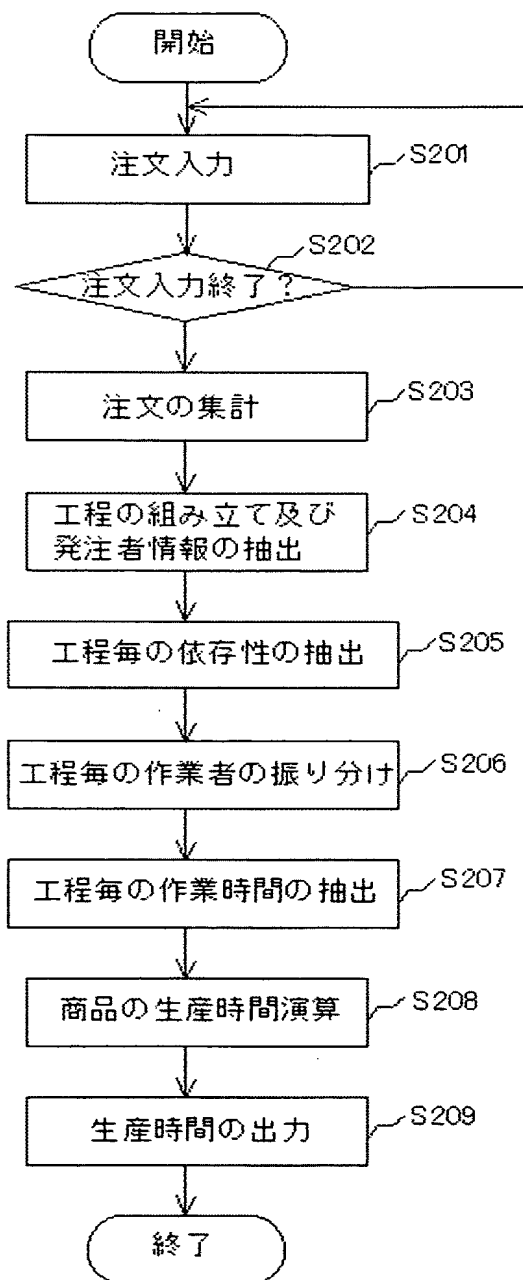 開始
注文入力
S201
S202
注文入力終了？
注文の集計
S203
工程の組み立て及び
発注者情報の抽出
S204
工程毎の依存性の抽出
S205
工程毎の作業者の振り分け
S206
工程毎の作業時間の抽出
S207
商品の生産時間演算
S208
生産時間の出力
S209
終了